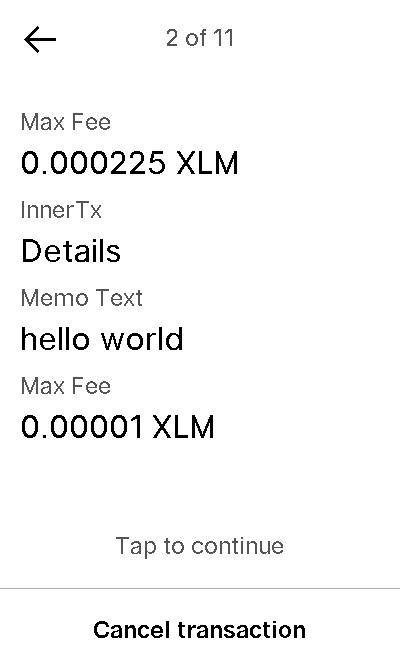 2 of 11
Max Fee
0.000225 XLM
InnerTx
Details
Memo Text
hello world
Max Fee
0.00001 XLM
Tap to continue
Cancel transaction